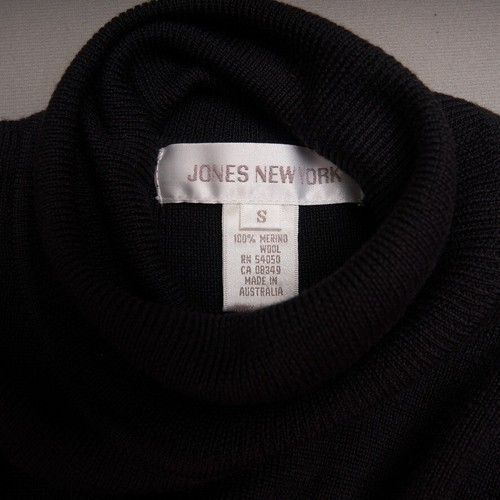 JONES NEW YORK
S
100% MERINO
WOOL
RN 54050
CA 08349
MADE IN
AUSTRALIA